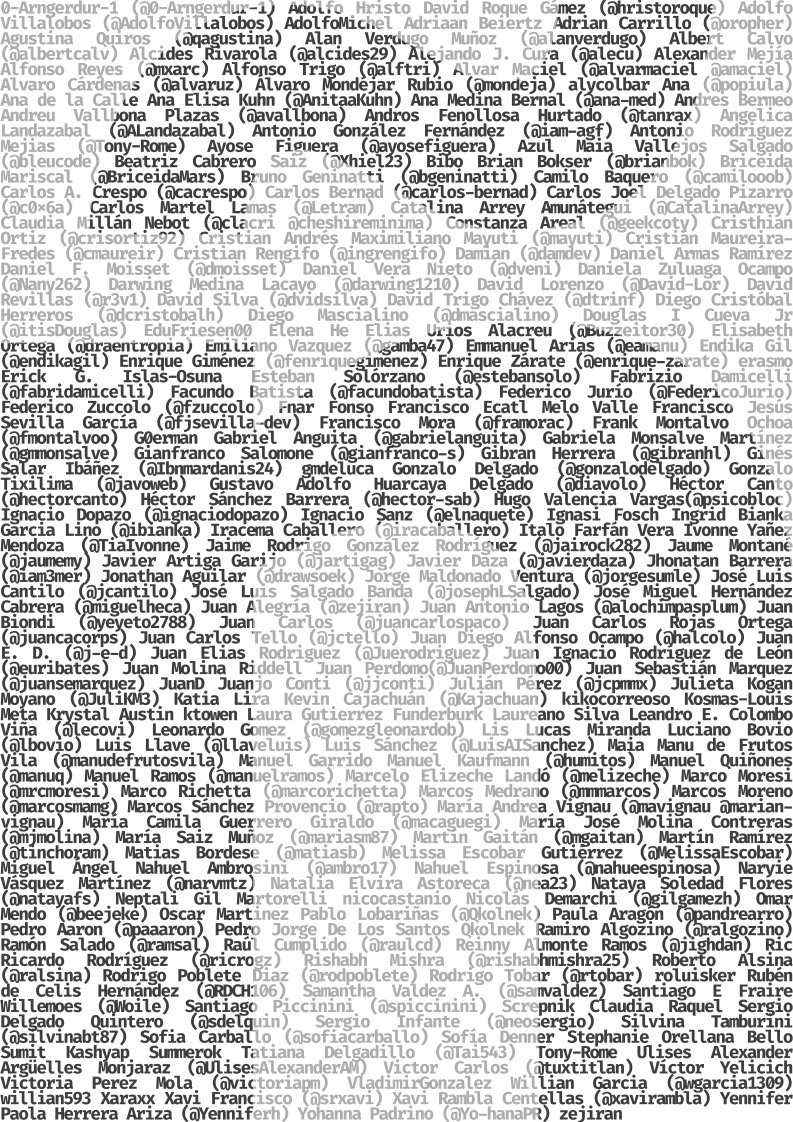 0-Arngerdur-1 (@0-Arngerdur-1) Adolfo Hristo David Roque Gámez (@hristoroque) Adolfo
Villalobos (@AdolfoVillalobos) AdolfoMichel Adriaan Beiertz Adrian Carrillo (@oropher)
Agustina Quiros (@qagustina) Alan Verdugo Muñoz (@alanverdugo) Albert Calvo
(@albertcalv) Alcides Rivarola (@alcides29) Alejando J. Cura (@alecu) Alexander Mejía
Alfonso Reyes (@mxarc) Alfonso Trigo (@alftri) Alvar Maciel (@alvarmaciel @amaciel)
Alvaro Cárdenas (@alvaruz) Álvaro Mondéjar Rubio (@mondeja) alycolbar Ana (@popiula)
Ana de la Calle Ana Elisa Kuhn (@AnitaaKuhn) Ana Medina Bernal (@ana-med) Andres Bermeo
Andreu Vallbona Plazas (@avallbona) Andros Fenollosa Hurtado (@tanrax) Angelica
Landazabal (@ALandazabal) Antonio González Fernández (@iam-agf) Antonio Rodríguez
Mejías (@Tony-Rome) Ayose Figuera (@ayosefiguera) Azul Maia Vallejos Salgado
(@bleucode) Beatriz Cabrero Saiz (@Xhiel23) Bibo Brian Bokser (@brianbok) Briceida
Mariscal (@BriceidaMars) Bruno Geninatti (@bgeninatti) Camilo Baquero (@camilooob)
Carlos A. Crespo (@cacrespo) Carlos Bernad (@carlos-bernad) Carlos Joel Delgado Pizarro
(@c0×6a) Carlos Martel Lamas (@Letram) Catalina Arrey Amunátegui (@CatalinaArrey)
Claudia Millán Nebot (@clacri @cheshireminima) Constanza Areal (@geekcoty) Cristhian
Ortiz (@crisortiz92) Cristian Andrés Maximiliano Mayuti (@mayuti) Cristián Maureira-
Fredes (@cmaureir) Cristian Rengifo (@ingrengifo) Damian (@damdev) Daniel Armas Ramírez
Daniel F. Moisset (@dmoisset) Daniel Vera Nieto (@dveni) Daniela Zuluaga Ocampo
(@Nany262) Darwing Medina Lacayo (@darwing1210) David Lorenzo (@David-Lor) David
Revillas (@r3v1) David Silva (@dvidsilva) David Trigo Chávez (@dtrinf) Diego Cristóbal
Herreros (@dcristobalh) Diego Mascialino (@dmascialino) Douglas I Cueva Jr
(@itisDouglas) EduFriesen00 Elena He Elias Urios Alacreu (@Buzzeitor30) Elisabeth
Ortega (@draentropia) Emiliano Vazquez (@gamba47) Emmanuel Arias (@eamanu) Endika Gil
(@endikagil) Enrique Giménez (@fenriquegimenez) Enrique Zárate (@enrique-zarate) erasmo
Erick G. Islas-Osuna Esteban Solórzano (@estebansolo) Fabrizio Damicelli
(@fabridamicelli) Facundo Batista (@facundobatista) Federico Jurío (@FedericoJurio)
Federico Zuccolo (@fzuccolo) Fnar Fonso Francisco Ecatl Melo Valle Francisco Jesús
Sevilla García (@fjsevilla-dev) Francisco Mora (@framorac) Frank Montalvo Ochoa
(@fmontalvoo) G0erman Gabriel Anguita (@gabrielanguita) Gabriela Monsalve Martínez
(@gmmonsalve) Gianfranco Salomone (@gianfranco-s) Gibran Herrera (@gibranhl) Ginés
Salar Ibáñez (@Ibnmardanis24) gmdeluca Gonzalo Delgado (@gonzalodelgado) Gonzalo
Tixilima (@javoweb) Gustavo Adolfo Huarcaya Delgado (@diavolo) Héctor Canto
(@hectorcanto) Héctor Sánchez Barrera (@hector-sab) Hugo Valencia Vargas(@psicobloc)
Ignacio Dopazo (@ignaciodopazo) Ignacio Sanz (@elnaquete) Ignasi Fosch Ingrid Bianka
Garcia Lino (@ibianka) Iracema Caballero (@iracaballero) Italo Farfán Vera Ivonne Yañez
Mendoza (@TiaIvonne) Jaime Rodrigo González Rodríguez (@jairock282) Jaume Montané
(@jaumemy) Javier Artiga Garijo (@jartigag) Javier Daza (@javierdaza) Jhonatan Barrera
(@iam3mer) Jonathan Aguilar (@drawsoek) Jorge Maldonado Ventura (@jorgesumle) José Luis
Cantilo (@jcantilo) José Luis Salgado Banda (@josephLSalgado) José Miguel Hernández
Cabrera (@miguelheca) Juan Alegría (@zejiran) Juan Antonio Lagos (@alochimpasplum) Juan
Biondi (@yeyeto2788) Juan Carlos (@juancarlospaco) Juan Carlos Rojas Ortega
(@juancacorps) Juan Carlos Tello (@jctello) Juan Diego Alfonso Ocampo (@halcolo) Juan
E. D. (@j-e-d) Juan Elias Rodriguez (@Juerodriguez) Juan Ignacio Rodríguez de León
(@euribates) Juan Molina Riddell Juan Perdomo(@JuanPerdomo00) Juan Sebastián Marquez
(@juansemarquez) JuanD Juanjo Conti (@jjconti) Julián Pérez (@jcpmmx) Julieta Kogan
Moyano (@JuliKM3) Katia Lira Kevin Cajachuán (@Kajachuan) kikocorreoso Kosmas-Louis
Meta Krystal Austin ktowen Laura Gutierrez Funderburk Laureano Silva Leandro E. Colombo
Viña (@lecovi) Leonardo Gomez (@gomezgleonardob) Lis Lucas Miranda Luciano Bovio
(@lbovio) Luis Llave (@llaveluis) Luis Sánchez (@LuisAISanchez) Maia Manu de Frutos
Vila (@manudefrutosvila) Manuel Garrido Manuel Kaufmann (@humitos) Manuel Quiñones
(@manuq) Manuel Ramos (@manuelramos) Marcelo Elizeche Landó (@melizeche) Marco Moresi
(@mrcmoresi) Marco Richetta (@marcorichetta) Marcos Medrano (@mmmarcos) Marcos Moreno
(@marcosmamg) Marcos Sánchez Provencio (@rapto) María Andrea Vignau (@mavignau @marian-
vignau) Maria Camila Guerrero Giraldo (@macaguegi) María José Molina Contreras
(@mjmolina) María Saiz Muñoz (@mariasm87) Martín Gaitán (@mgaitan) Martín Ramírez
(@tinchoram) Matias Bordese (@matiasb) Melissa Escobar Gutiérrez (@MelissaEscobar)
Miguel Ángel Nahuel Ambrosini (@ambro17) Nahuel Espinosa (@nahueespinosa) Naryie
Vásquez Martínez (@narvmtz) Natalia Elvira Astoreca (@nea23) Nataya Soledad Flores
(@natayafs) Neptali Gil Martorelli nicocastanio Nicolás Demarchi (@gilgamezh) Omar
Mendo (@beejeke) Oscar Martinez Pablo Lobariñas (@Qkolnek) Paula Aragón (@pandrearro)
Pedro Aaron (@paaaron) Pedro Jorge De Los Santos Qkolnek Ramiro Algozino (@ralgozino)
Ramón Salado (@ramsal) Raúl Cumplido (@raulcd) Reinny Almonte Ramos (@jighdan) Ric
Ricardo Rodríguez (@ricrogz) Rishabh Mishra (@rishabhmishra25) Roberto Alsina
(@ralsina) Rodrigo Poblete Diaz (@rodpoblete) Rodrigo Tobar (@rtobar) roluisker Rubén
de Celis Hernández (@RDCH106) Samantha Valdez A. (@samvaldez) Santiago E Fraire
Willemoes (@Woile) Santiago Piccinini (@spiccinini) Screpnik Claudia Raquel Sergio
Delgado Quintero (@sdelquin) Sergio Infante (@neosergio) Silvina Tamburini
(@silvinabt87) Sofia Carballo (@sofiacarballo) Sofía Denner Stephanie Orellana Bello
Sumit Kashyap Summerok Tatiana Delgadillo (@Tai543) Tony-Rome Ulises Alexander
Argüelles Monjaraz (@UlisesAlexanderAM) Victor Carlos (@tuxtitlan) Víctor Yelicich
Victoria Perez Mola (@victoriapm) VladimirGonzalez Willian Garcia (@wgarcia1309)
willian593 Xaraxx Xavi Francisco (@srxavi) Xavi Rambla Centellas (@xavirambla) Yennifer
Paola Herrera Ariza (@Yenniferh) Yohanna Padrino (@Yo-hanaPR) zejiran